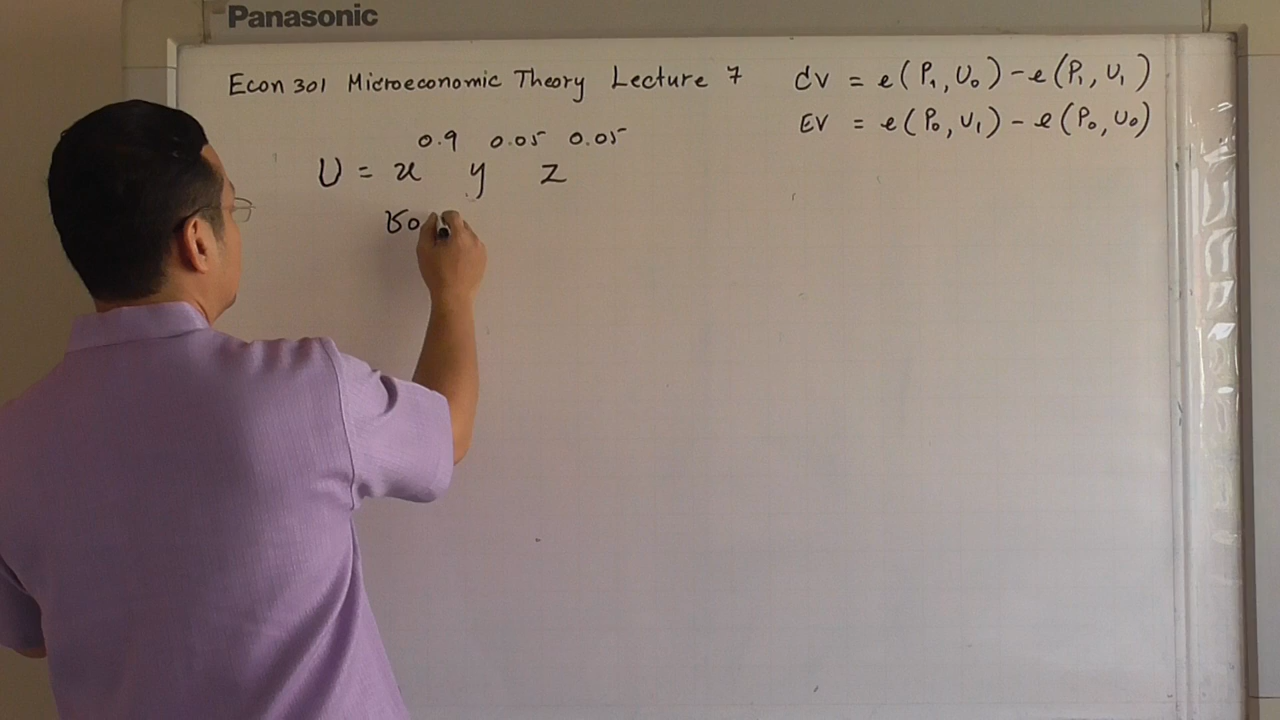 Panasonic
Econ 301 Microeconomic Theory Lecture 7
U = x^0.9 y^0.05 z^0.05
CV = e(P₁, U₀) - e(P₁, U₁)
EV = e(P₀, U₁) - e(P₀, U₀)